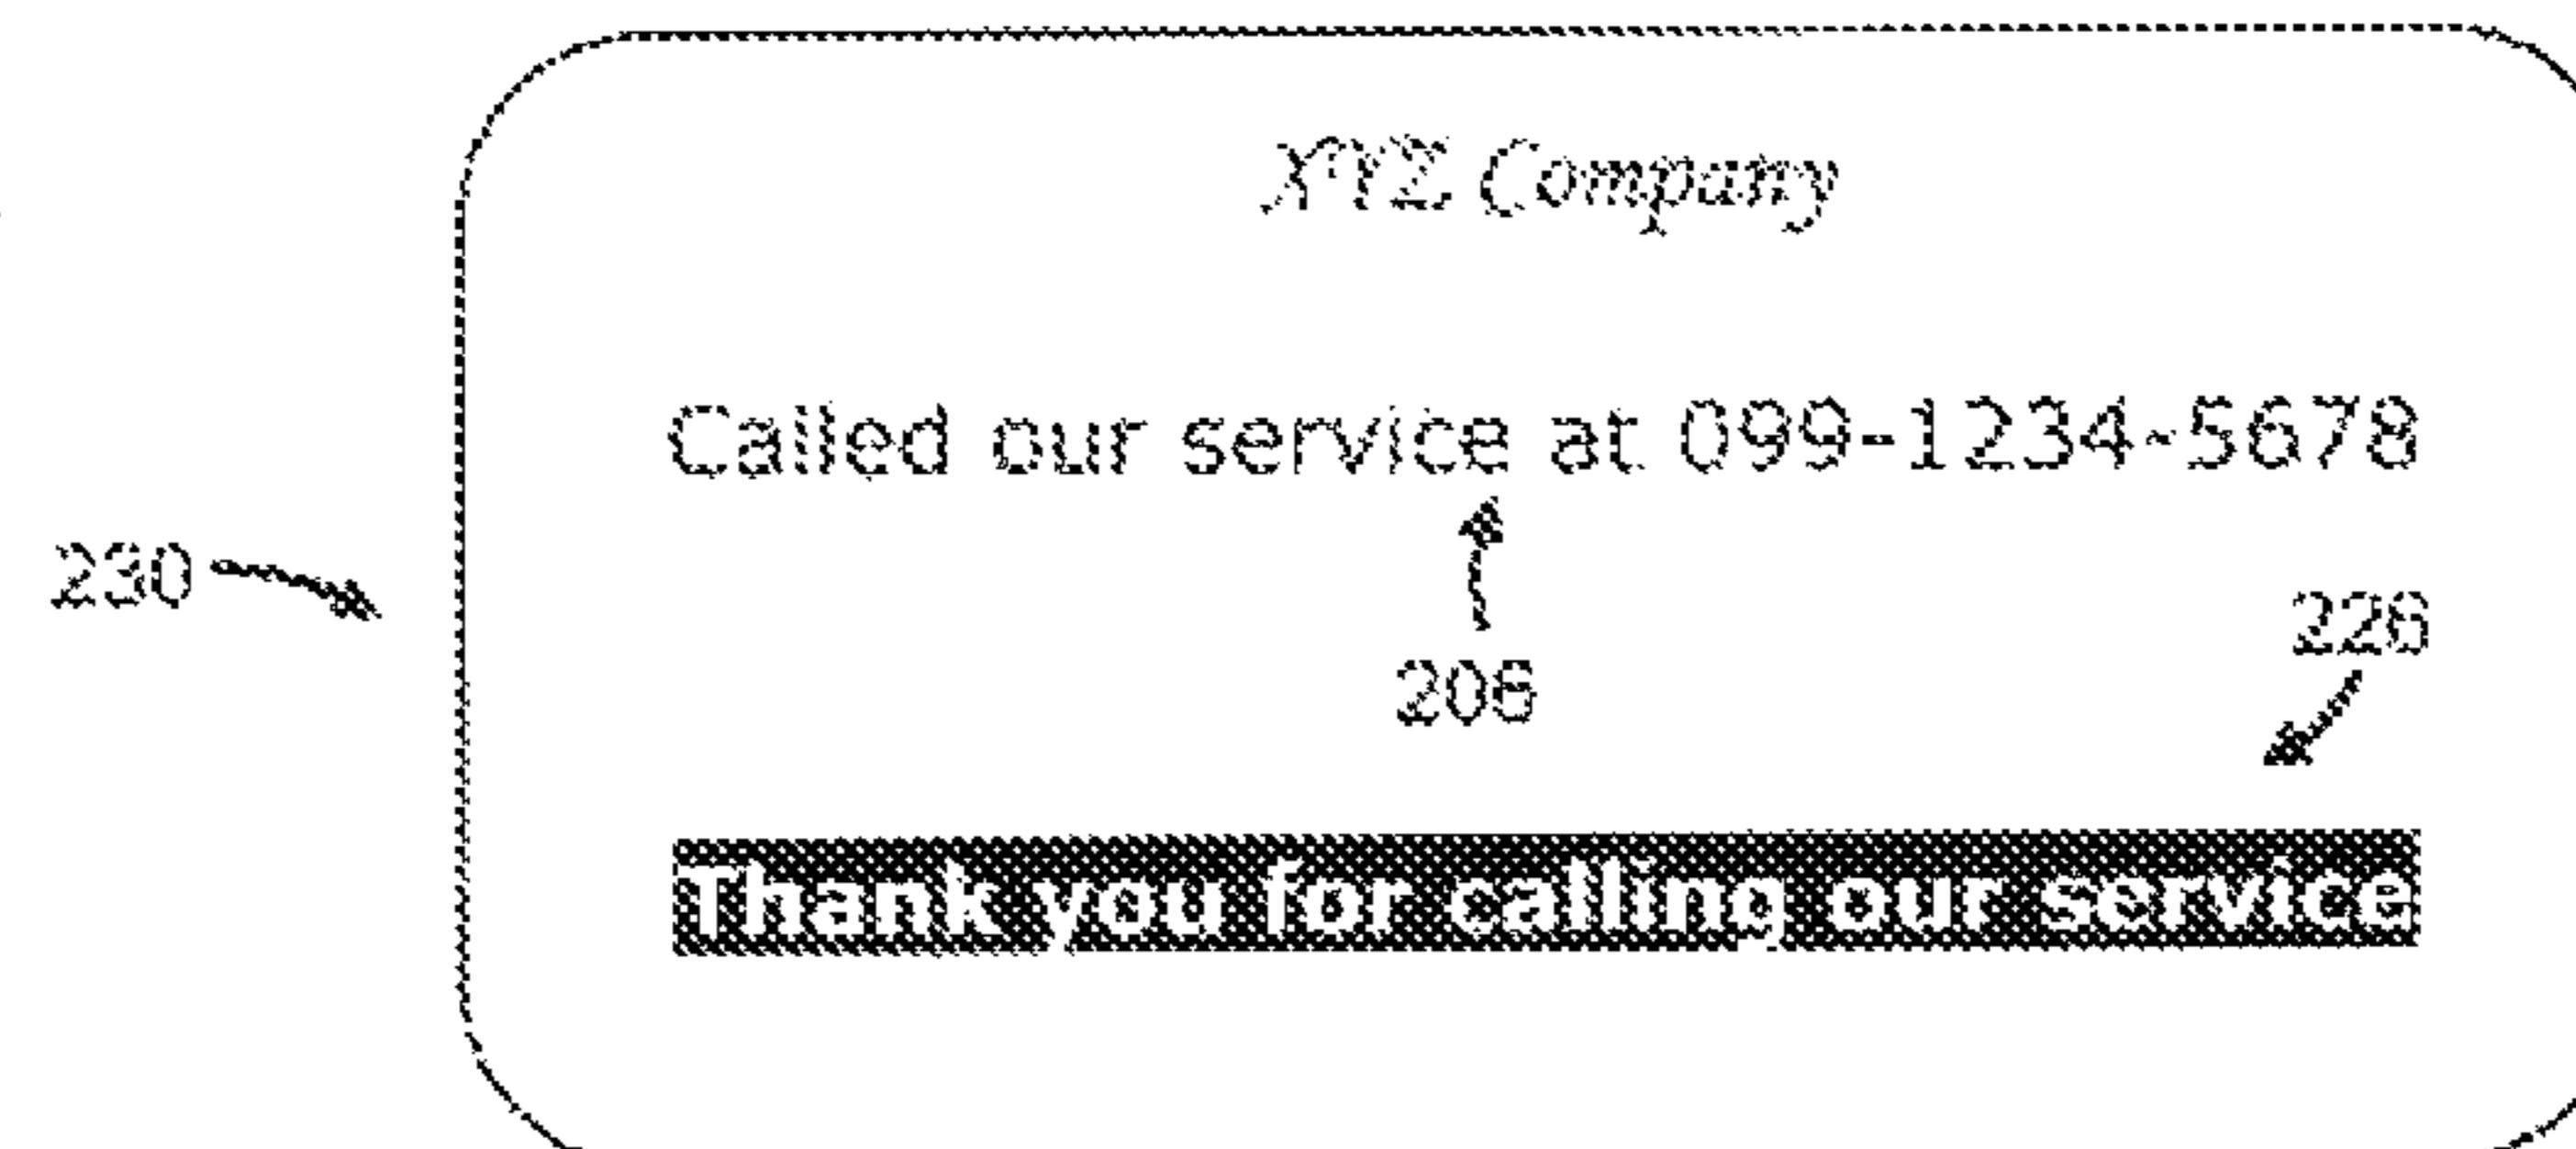 XYZ Company
Called our service at 099-1234-5678
230
226
206
Thank you for calling our service